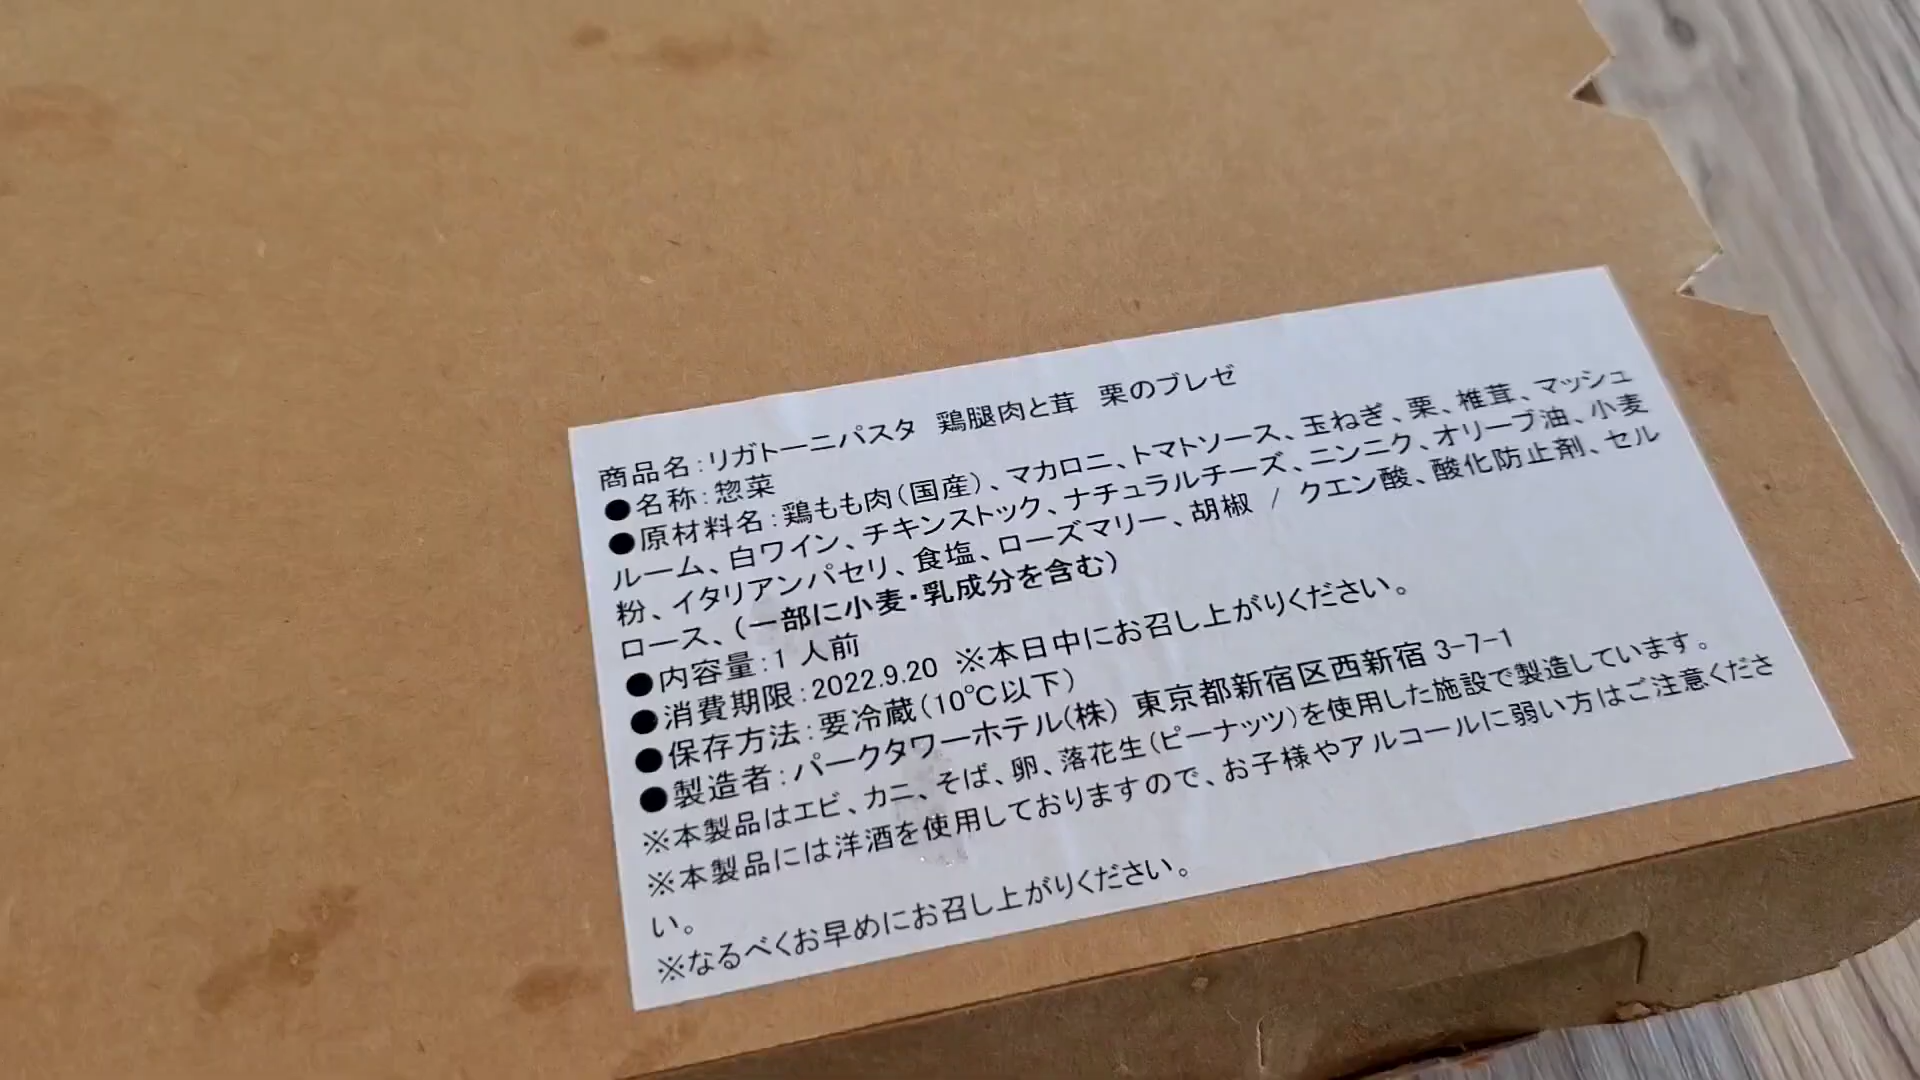 商品名:リガトーニパスタ 鶏腿肉と茸 栗のブレゼ
●名称:惣菜
●原材料名:鶏もも肉(国産)、マカロニ、トマトソース、玉ねぎ、栗、椎茸、マッシュ
ルーム、白ワイン、チキンストック、ナチュラルチーズ、ニンニク、オリーブ油、小麦
粉、イタリアンパセリ、食塩、ローズマリー、胡椒 / クエン酸、酸化防止剤、セル
ロース、(一部に小麦・乳成分を含む)
●内容量:1 人前
●消費期限:2022.9.20 ※本日中にお召し上がりください。
●保存方法:要冷蔵(10℃以下)
●製造者:パークタワーホテル(株) 東京都新宿区西新宿 3-7-1
※本製品はエビ、カニ、そば、卵、落花生(ピーナッツ)を使用した施設で製造しています。
※本製品には洋酒を使用しておりますので、お子様やアルコールに弱い方はご注意くださ
い。
※なるべくお早めにお召し上がりください。